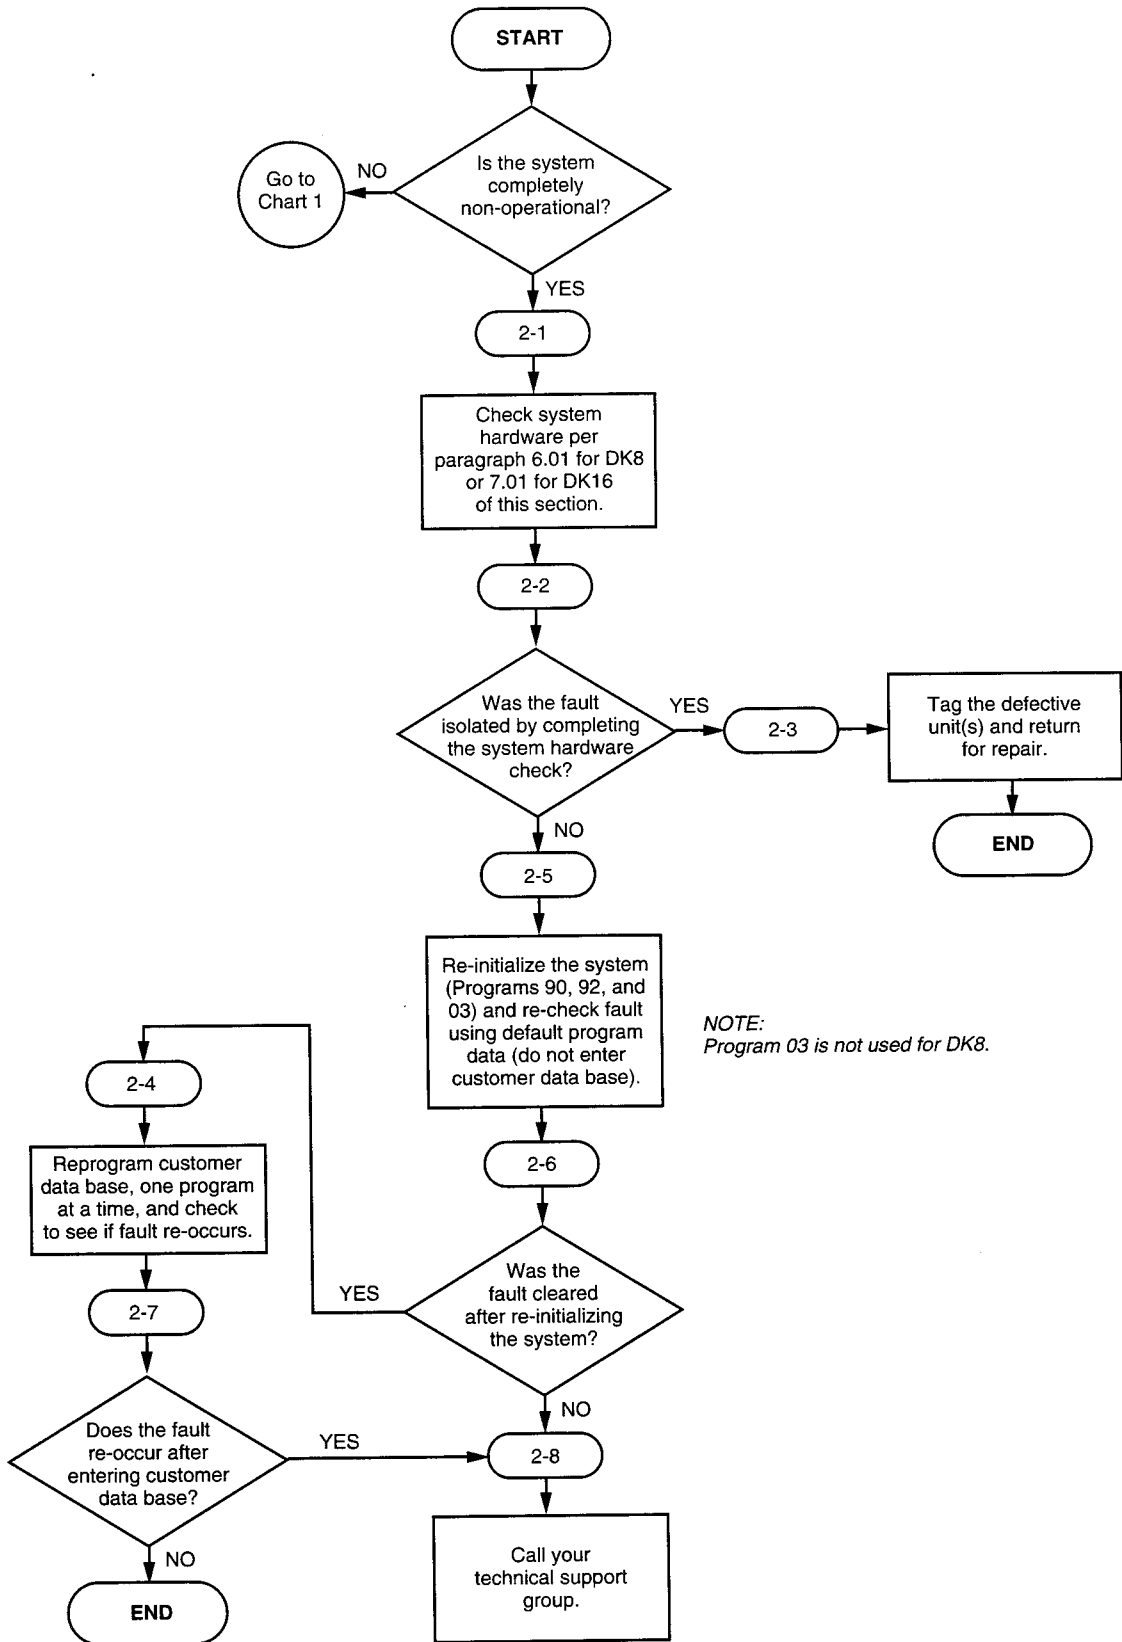 START
Is the system
completely
non-operational?
NO
Go to
Chart 1
YES
2-1
Check system
hardware per
paragraph 6.01 for DK8
or 7.01 for DK16
of this section.
2-2
Was the fault
isolated by completing
the system hardware
check?
YES
2-3
Tag the defective
unit(s) and return
for repair.
END
NO
2-5
Re-initialize the system
(Programs 90, 92, and
03) and re-check fault
using default program
data (do not enter
customer data base).
NOTE:
Program 03 is not used for DK8.
2-6
Was the
fault cleared
after re-initializing
the system?
YES
2-4
Reprogram customer
data base, one program
at a time, and check
to see if fault re-occurs.
2-7
Does the fault
re-occur after
entering customer
data base?
YES
NO
END
NO
2-8
Call your
technical support
group.